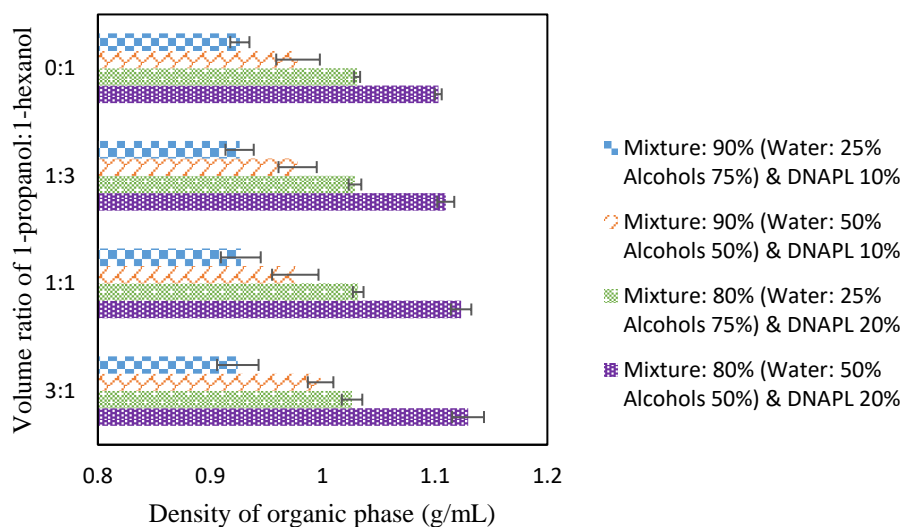 Volume ratio of 1-propanol:1-hexanol
0:1
1:3
1:1
3:1
0.8 0.9 1 1.1 1.2
Density of organic phase (g/mL)
Mixture: 90% (Water: 25%
Alcohols 75%) & DNAPL 10%
Mixture: 90% (Water: 50%
Alcohols 50%) & DNAPL 10%
Mixture: 80% (Water: 25%
Alcohols 75%) & DNAPL 20%
Mixture: 80% (Water: 50%
Alcohols 50%) & DNAPL 20%